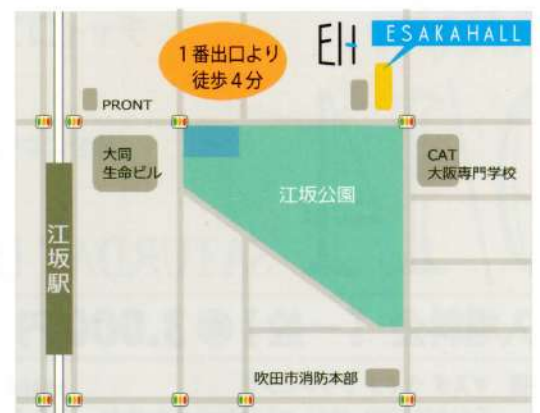 1番出口より
徒歩4分
EH
ESAKAHALL
PRONT
大同
生命ビル
CAT
大阪専門学校
江坂公園
江坂駅
吹田市消防本部